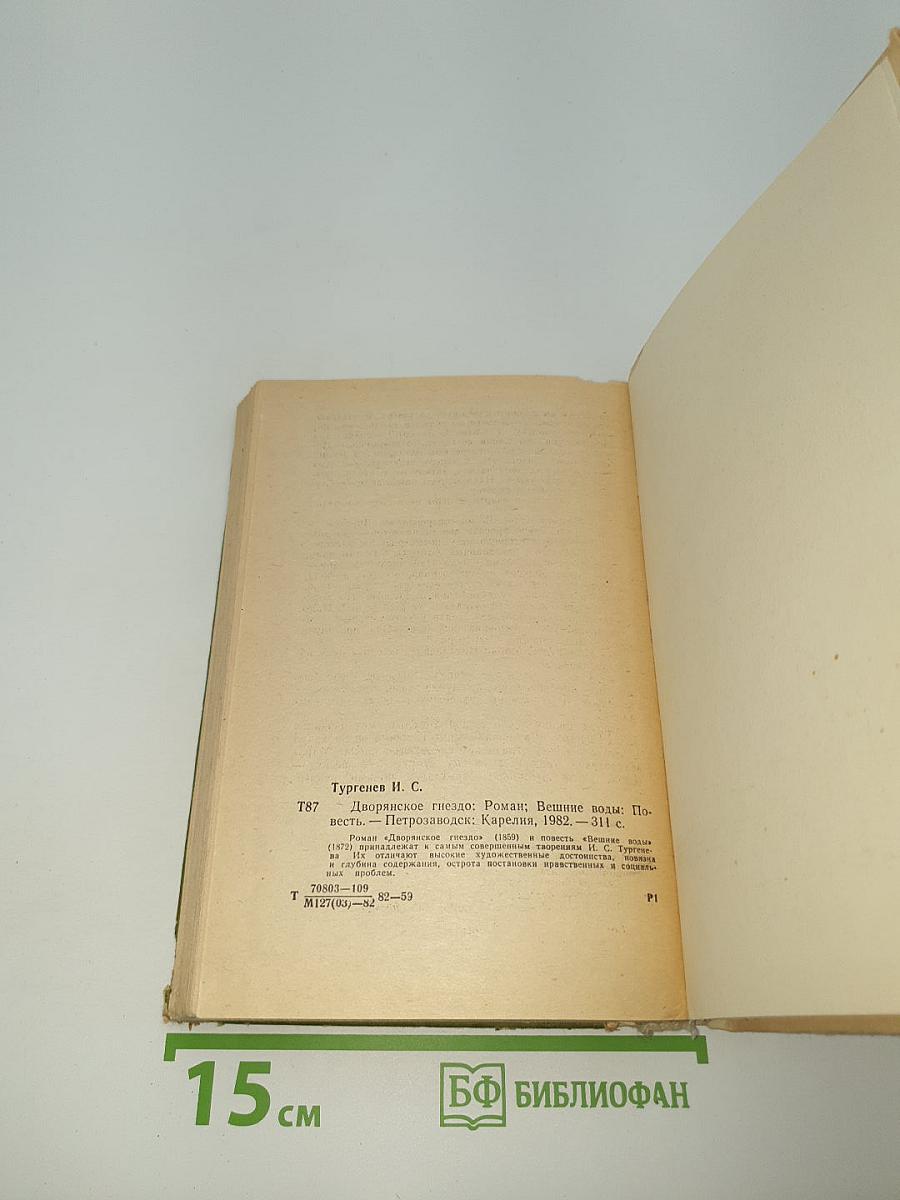 Тургенев И. С.
Т87 Дворянское гнездо: Роман; Вешние воды: По-
весть. — Петрозаводск: Карелия, 1982. — 311 с.
Роман «Дворянское гнездо» (1859) и повесть «Вешние воды»
(1872) принадлежат к самым совершенным творениям И. С. Тургене-
ва Их отличают высокие художественные достоинства, новизна
и глубина содержания, острота постановки нравственных и социаль-
ных проблем.
70803—109
Т М127(03)—82 82—59 Р1
15 см БФ БИБЛИОФАН